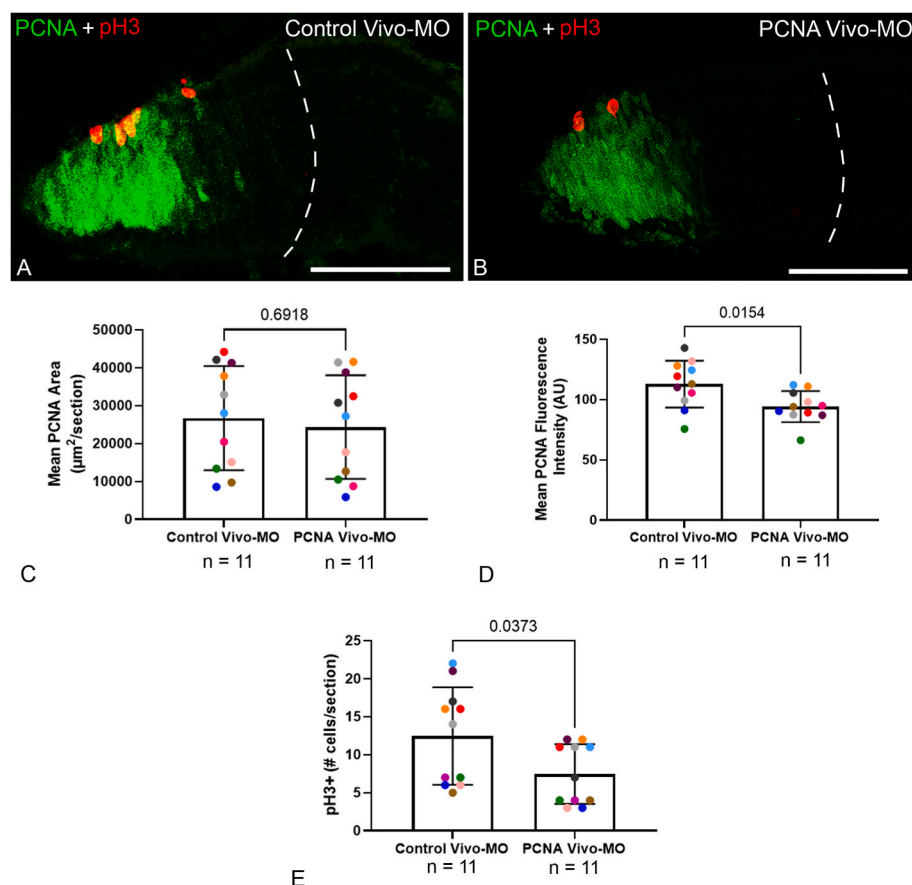 PCNA + pH3
Control Vivo-MO
A
PCNA + pH3
PCNA Vivo-MO
B
Mean PCNA Area
(µm²/section)
50000
40000
30000
20000
10000
0
0.6918
Control Vivo-MO
PCNA Vivo-MO
n = 11
n = 11
C
Mean PCNA Fluorescence
Intensity (AU)
150
100
50
0
0.0154
Control Vivo-MO
PCNA Vivo-MO
n = 11
n = 11
D
pH3+ (# cells/section)
25
20
15
10
5
0
0.0373
Control Vivo-MO
PCNA Vivo-MO
n = 11
n = 11
E